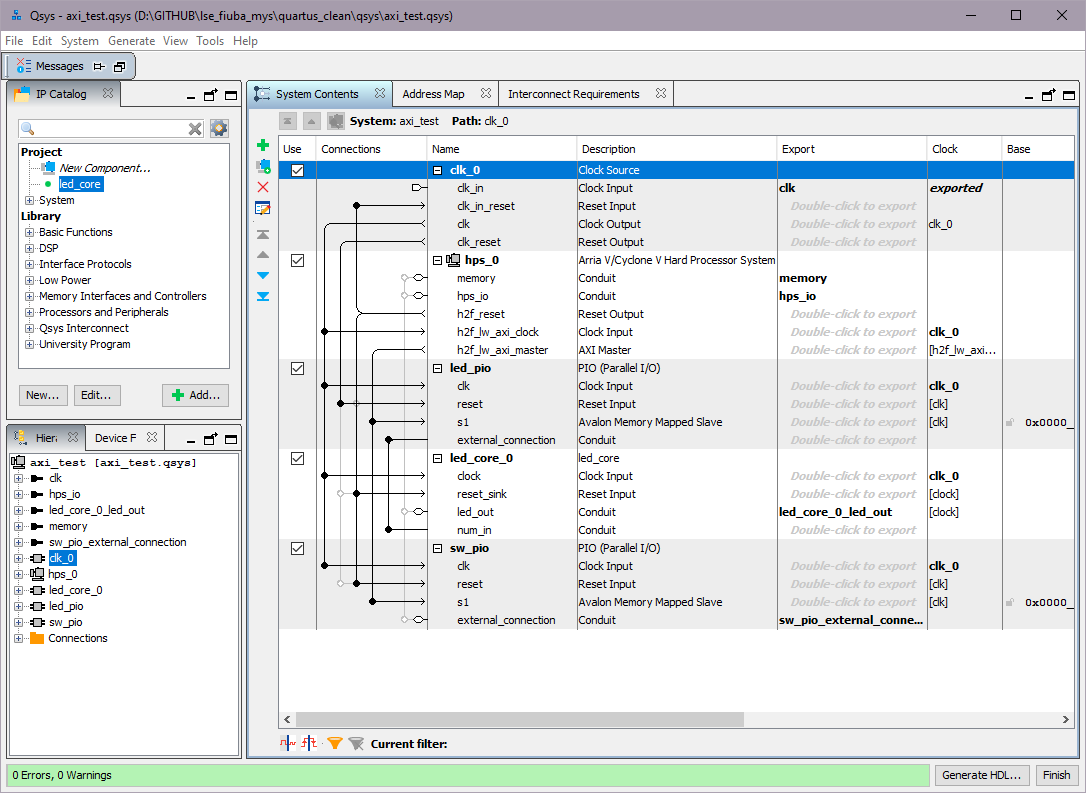 Qsys - axi_test.qsys (D:\GITHUB\lse_fiuba_mys\quartus_clean\qsys\axi_test.qsys)
File Edit System Generate View Tools Help
Messages
IP Catalog
Project
New Component...
led_core
System
Library
Basic Functions
DSP
Interface Protocols
Low Power
Memory Interfaces and Controllers
Processors and Peripherals
Qsys Interconnect
University Program
New... Edit... Add...
Device F
axi_test [axi_test.qsys]
clk
hps_io
led_core_0_led_out
memory
sw_pio_external_connection
clk_0
hps_0
led_core_0
led_pio
sw_pio
Connections
System Contents Address Map Interconnect Requirements
System: axi_test Path: clk_0
Use Connections Name Description Export Clock Base
clk_0 Clock Source
clk_in Clock Input clk exported
clk_in_reset Reset Input Double-click to export
clk Clock Output Double-click to export clk_0
clk_reset Reset Output Double-click to export
hps_0 Arria V/Cyclone V Hard Processor System
memory Conduit memory
hps_io Conduit hps_io
h2f_reset Reset Output Double-click to export
h2f_lw_axi_clock Clock Input Double-click to export clk_0
h2f_lw_axi_master AXI Master Double-click to export [h2f_lw_axi...
led_pio PIO (Parallel I/O)
clk Clock Input Double-click to export clk_0
reset Reset Input Double-click to export [clk]
s1 Avalon Memory Mapped Slave Double-click to export [clk] 0x0000_
external_connection Conduit Double-click to export
led_core_0 led_core
clock Clock Input Double-click to export clk_0
reset_sink Reset Input Double-click to export [clock]
led_out Conduit led_core_0_led_out [clock]
num_in Conduit Double-click to export
sw_pio PIO (Parallel I/O)
clk Clock Input Double-click to export clk_0
reset Reset Input Double-click to export [clk]
s1 Avalon Memory Mapped Slave Double-click to export [clk] 0x0000_
external_connection Conduit sw_pio_external_conne...
Current filter:
0 Errors, 0 Warnings
Generate HDL... Finish